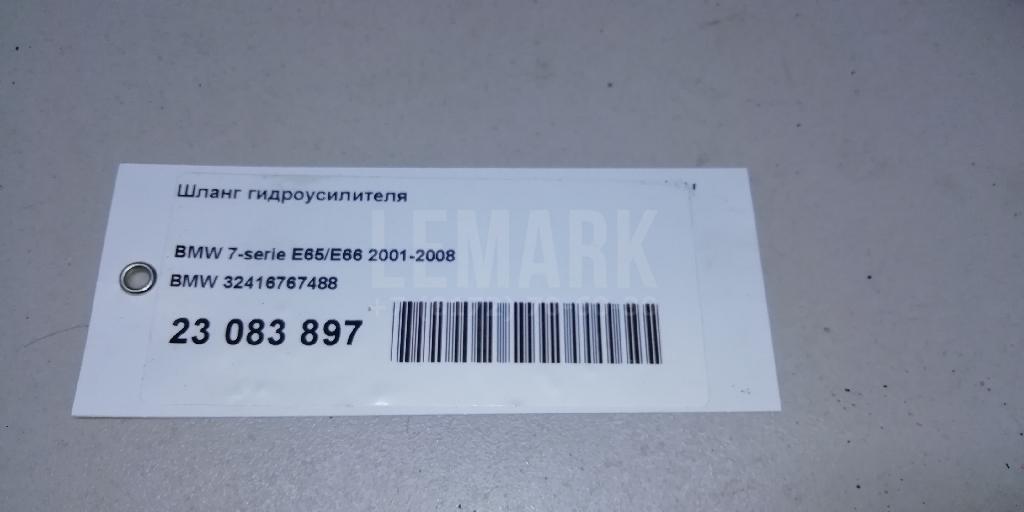 Шланг гидроусилителя
LEMARK
BMW 7-serie E65/E66 2001-2008
BMW 32416767488
23 083 897